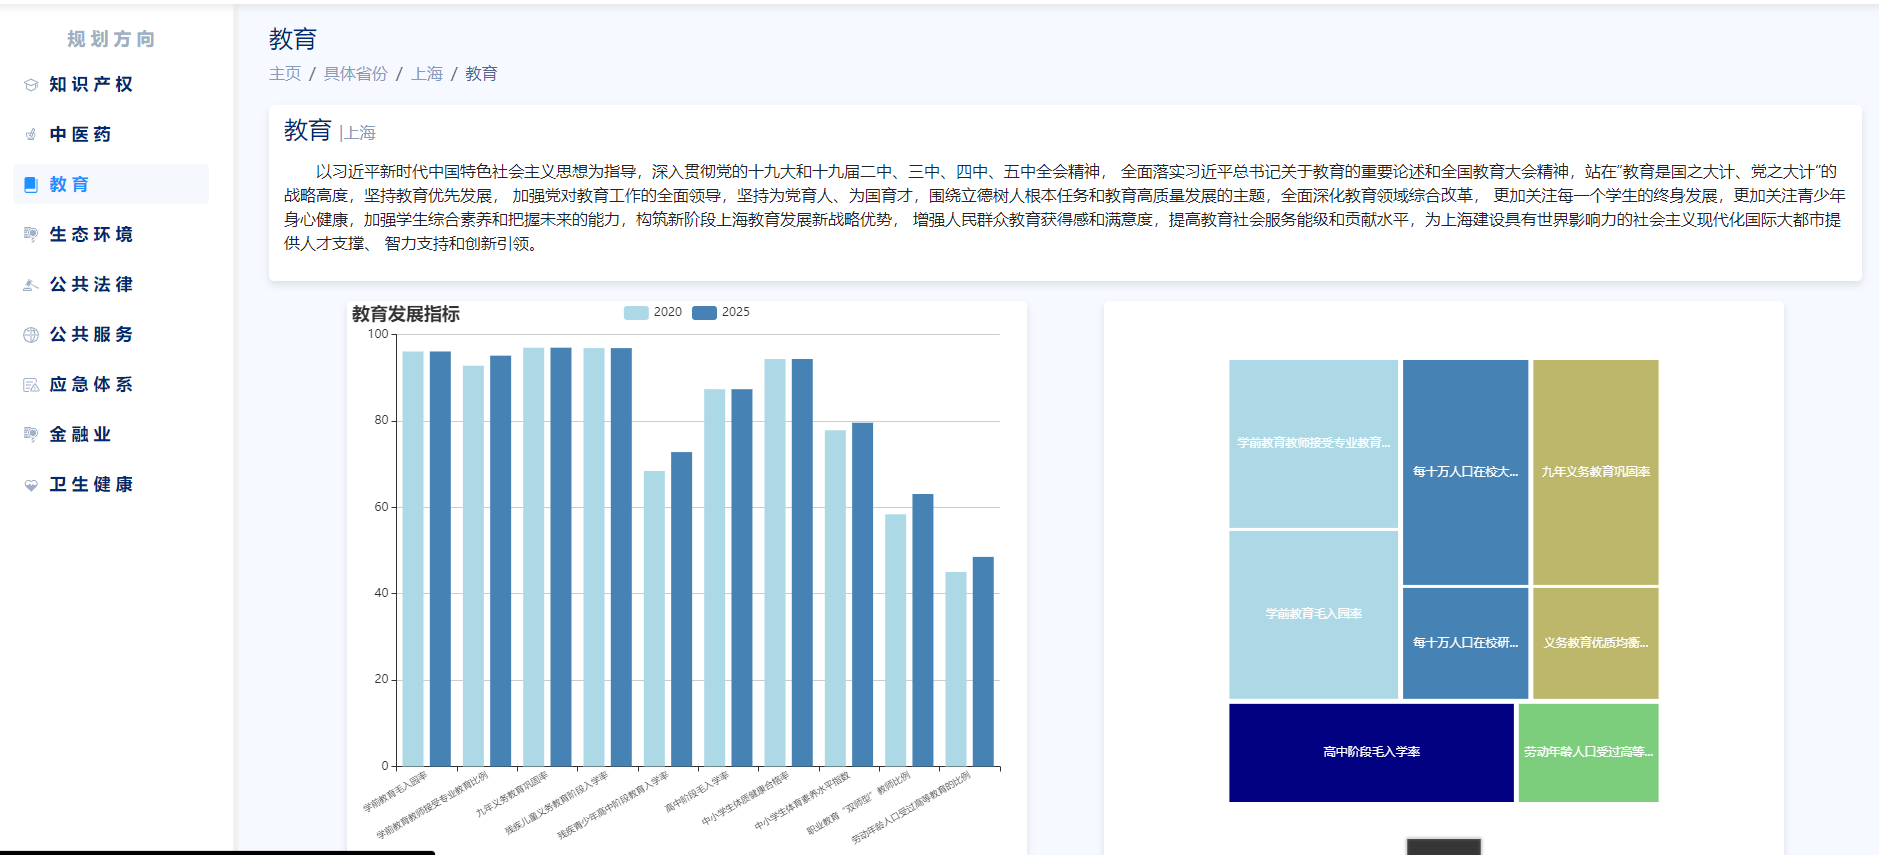 规划方向
知识产权
中医药
教育
生态环境
公共法律
公共服务
应急体系
金融业
卫生健康
教育
主页 / 具体省份 / 上海 / 教育
教育 |上海
以习近平新时代中国特色社会主义思想为指导，深入贯彻党的十九大和十九届二中、三中、四中、五中全会精神， 全面落实习近平总书记关于教育的重要论述和全国教育大会精神，站在“教育是国之大计、党之大计”的
战略高度，坚持教育优先发展， 加强党对教育工作的全面领导，坚持为党育人、为国育才，围绕立德树人根本任务和教育高质量发展的主题，全面深化教育领域综合改革， 更加关注每一个学生的终身发展，更加关注青少年
身心健康，加强学生综合素养和把握未来的能力，构筑新阶段上海教育发展新战略优势， 增强人民群众教育获得感和满意度，提高教育社会服务能级和贡献水平，为上海建设具有世界影响力的社会主义现代化国际大都市提
供人才支撑、 智力支持和创新引领。
教育发展指标
2020 2025
100
80
60
40
20
0
学前教育毛入园率
学前教育教师接受专业教育比例
九年义务教育巩固率
残疾儿童义务教育阶段入学率
残疾青少年高中阶段教育入学率
高中阶段毛入学率
中小学生体质健康合格率
中小学生体育素养水平指数
职业教育“双师型”教师比例
劳动年龄人口受过高等教育的比例
学前教育教师接受专业教育...
每十万人口在校大...
九年义务教育巩固率
学前教育毛入园率
每十万人口在校研...
义务教育优质均衡...
高中阶段毛入学率
劳动年龄人口受过高等...